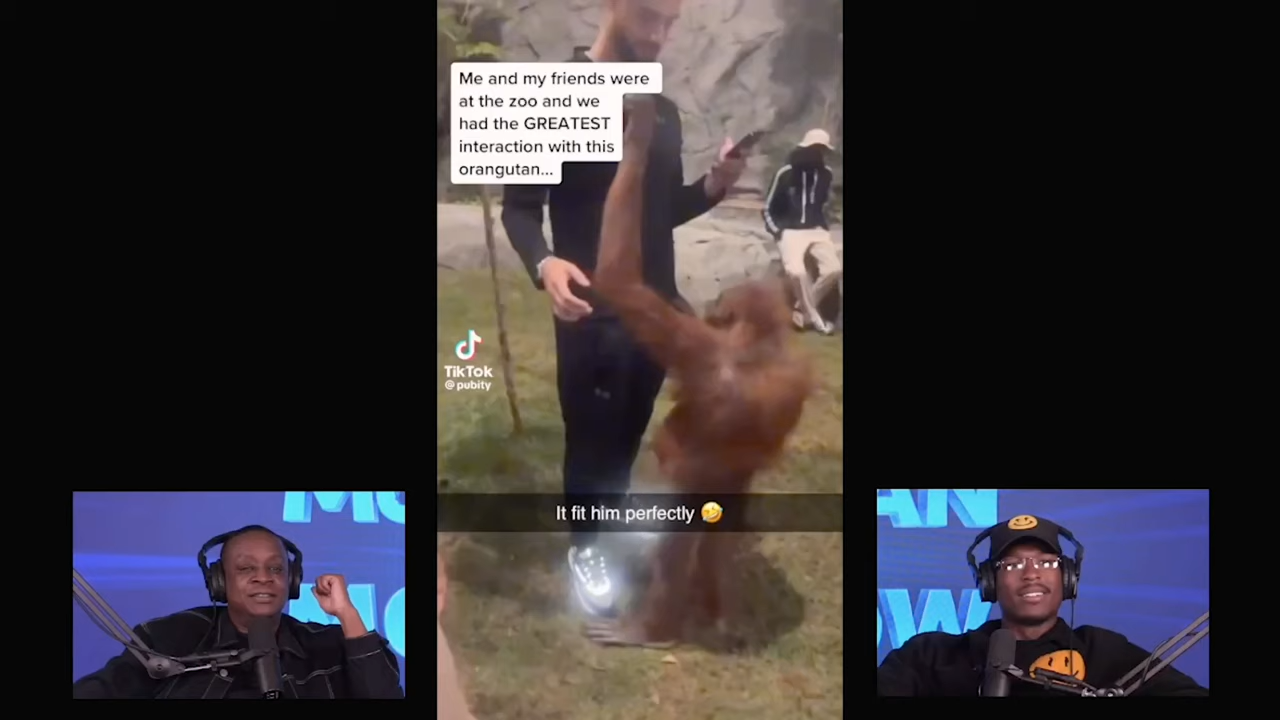 Me and my friends were
at the zoo and we
had the GREATEST
interaction with this
orangutan...
TikTok
@pubity
It fit him perfectly 🤣